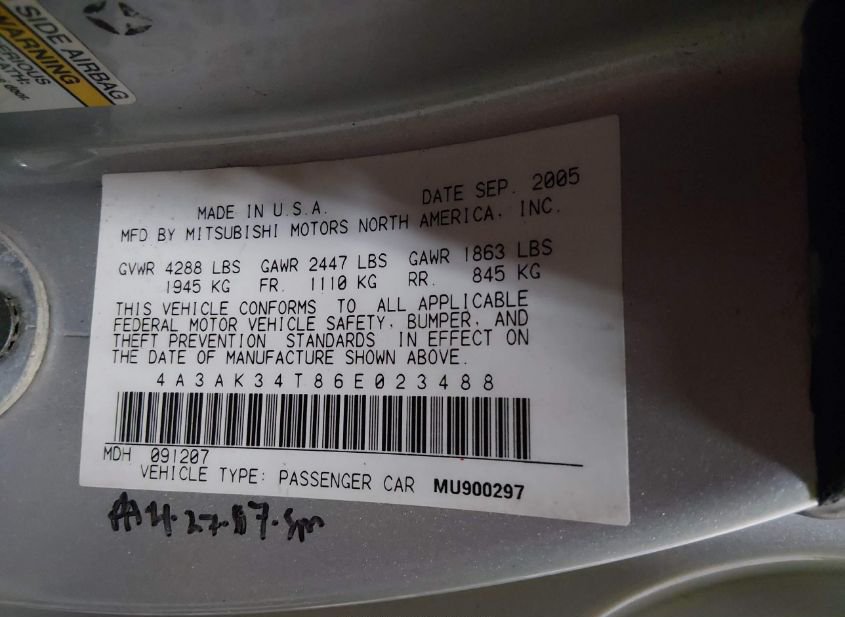 SIDE AIRBAG
WARNING
DATE SEP. 2005
MADE IN U.S.A.
MFD BY MITSUBISHI MOTORS NORTH AMERICA, INC.
GVWR 4288 LBS GAWR 2447 LBS GAWR 1863 LBS
1945 KG FR. 1110 KG RR. 845 KG
THIS VEHICLE CONFORMS TO ALL APPLICABLE
FEDERAL MOTOR VEHICLE SAFETY, BUMPER, AND
THEFT PREVENTION STANDARDS IN EFFECT ON
THE DATE OF MANUFACTURE SHOWN ABOVE.
4A3AK34T86E023488
MDH 091207
VEHICLE TYPE: PASSENGER CAR MU900297